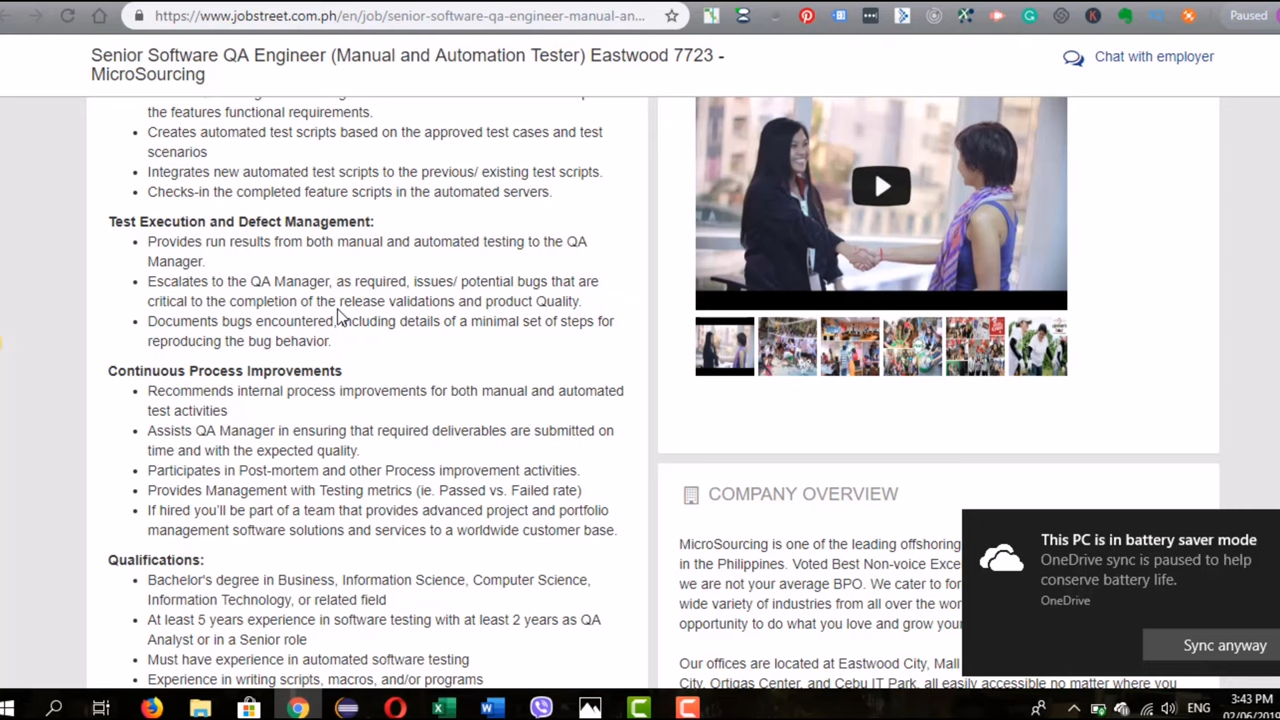 https://www.jobstreet.com.ph/en/job/senior-software-qa-engineer-manual-an...
Paused
Senior Software QA Engineer (Manual and Automation Tester) Eastwood 7723 -
MicroSourcing
Chat with employer
the features functional requirements.
Creates automated test scripts based on the approved test cases and test
scenarios
Integrates new automated test scripts to the previous/ existing test scripts.
Checks-in the completed feature scripts in the automated servers.
Test Execution and Defect Management:
Provides run results from both manual and automated testing to the QA
Manager.
Escalates to the QA Manager, as required, issues/ potential bugs that are
critical to the completion of the release validations and product Quality.
Documents bugs encountered, including details of a minimal set of steps for
reproducing the bug behavior.
Continuous Process Improvements
Recommends internal process improvements for both manual and automated
test activities
Assists QA Manager in ensuring that required deliverables are submitted on
time and with the expected quality.
Participates in Post-mortem and other Process improvement activities.
Provides Management with Testing metrics (ie. Passed vs. Failed rate)
If hired you'll be part of a team that provides advanced project and portfolio
management software solutions and services to a worldwide customer base.
Qualifications:
Bachelor's degree in Business, Information Science, Computer Science,
Information Technology, or related field
At least 5 years experience in software testing with at least 2 years as QA
Analyst or in a Senior role
Must have experience in automated software testing
Experience in writing scripts, macros, and/or programs
COMPANY OVERVIEW
MicroSourcing is one of the leading offshoring
in the Philippines. Voted Best Non-voice Exce
we are not your average BPO. We cater to for
wide variety of industries from all over the wor
opportunity to do what you love and grow your
Our offices are located at Eastwood City, Mall
City, Ortigas Center, and Cebu IT Park, all easily accessible no matter where you
This PC is in battery saver mode
OneDrive sync is paused to help
conserve battery life.
OneDrive
Sync anyway
ENG
3:43 PM